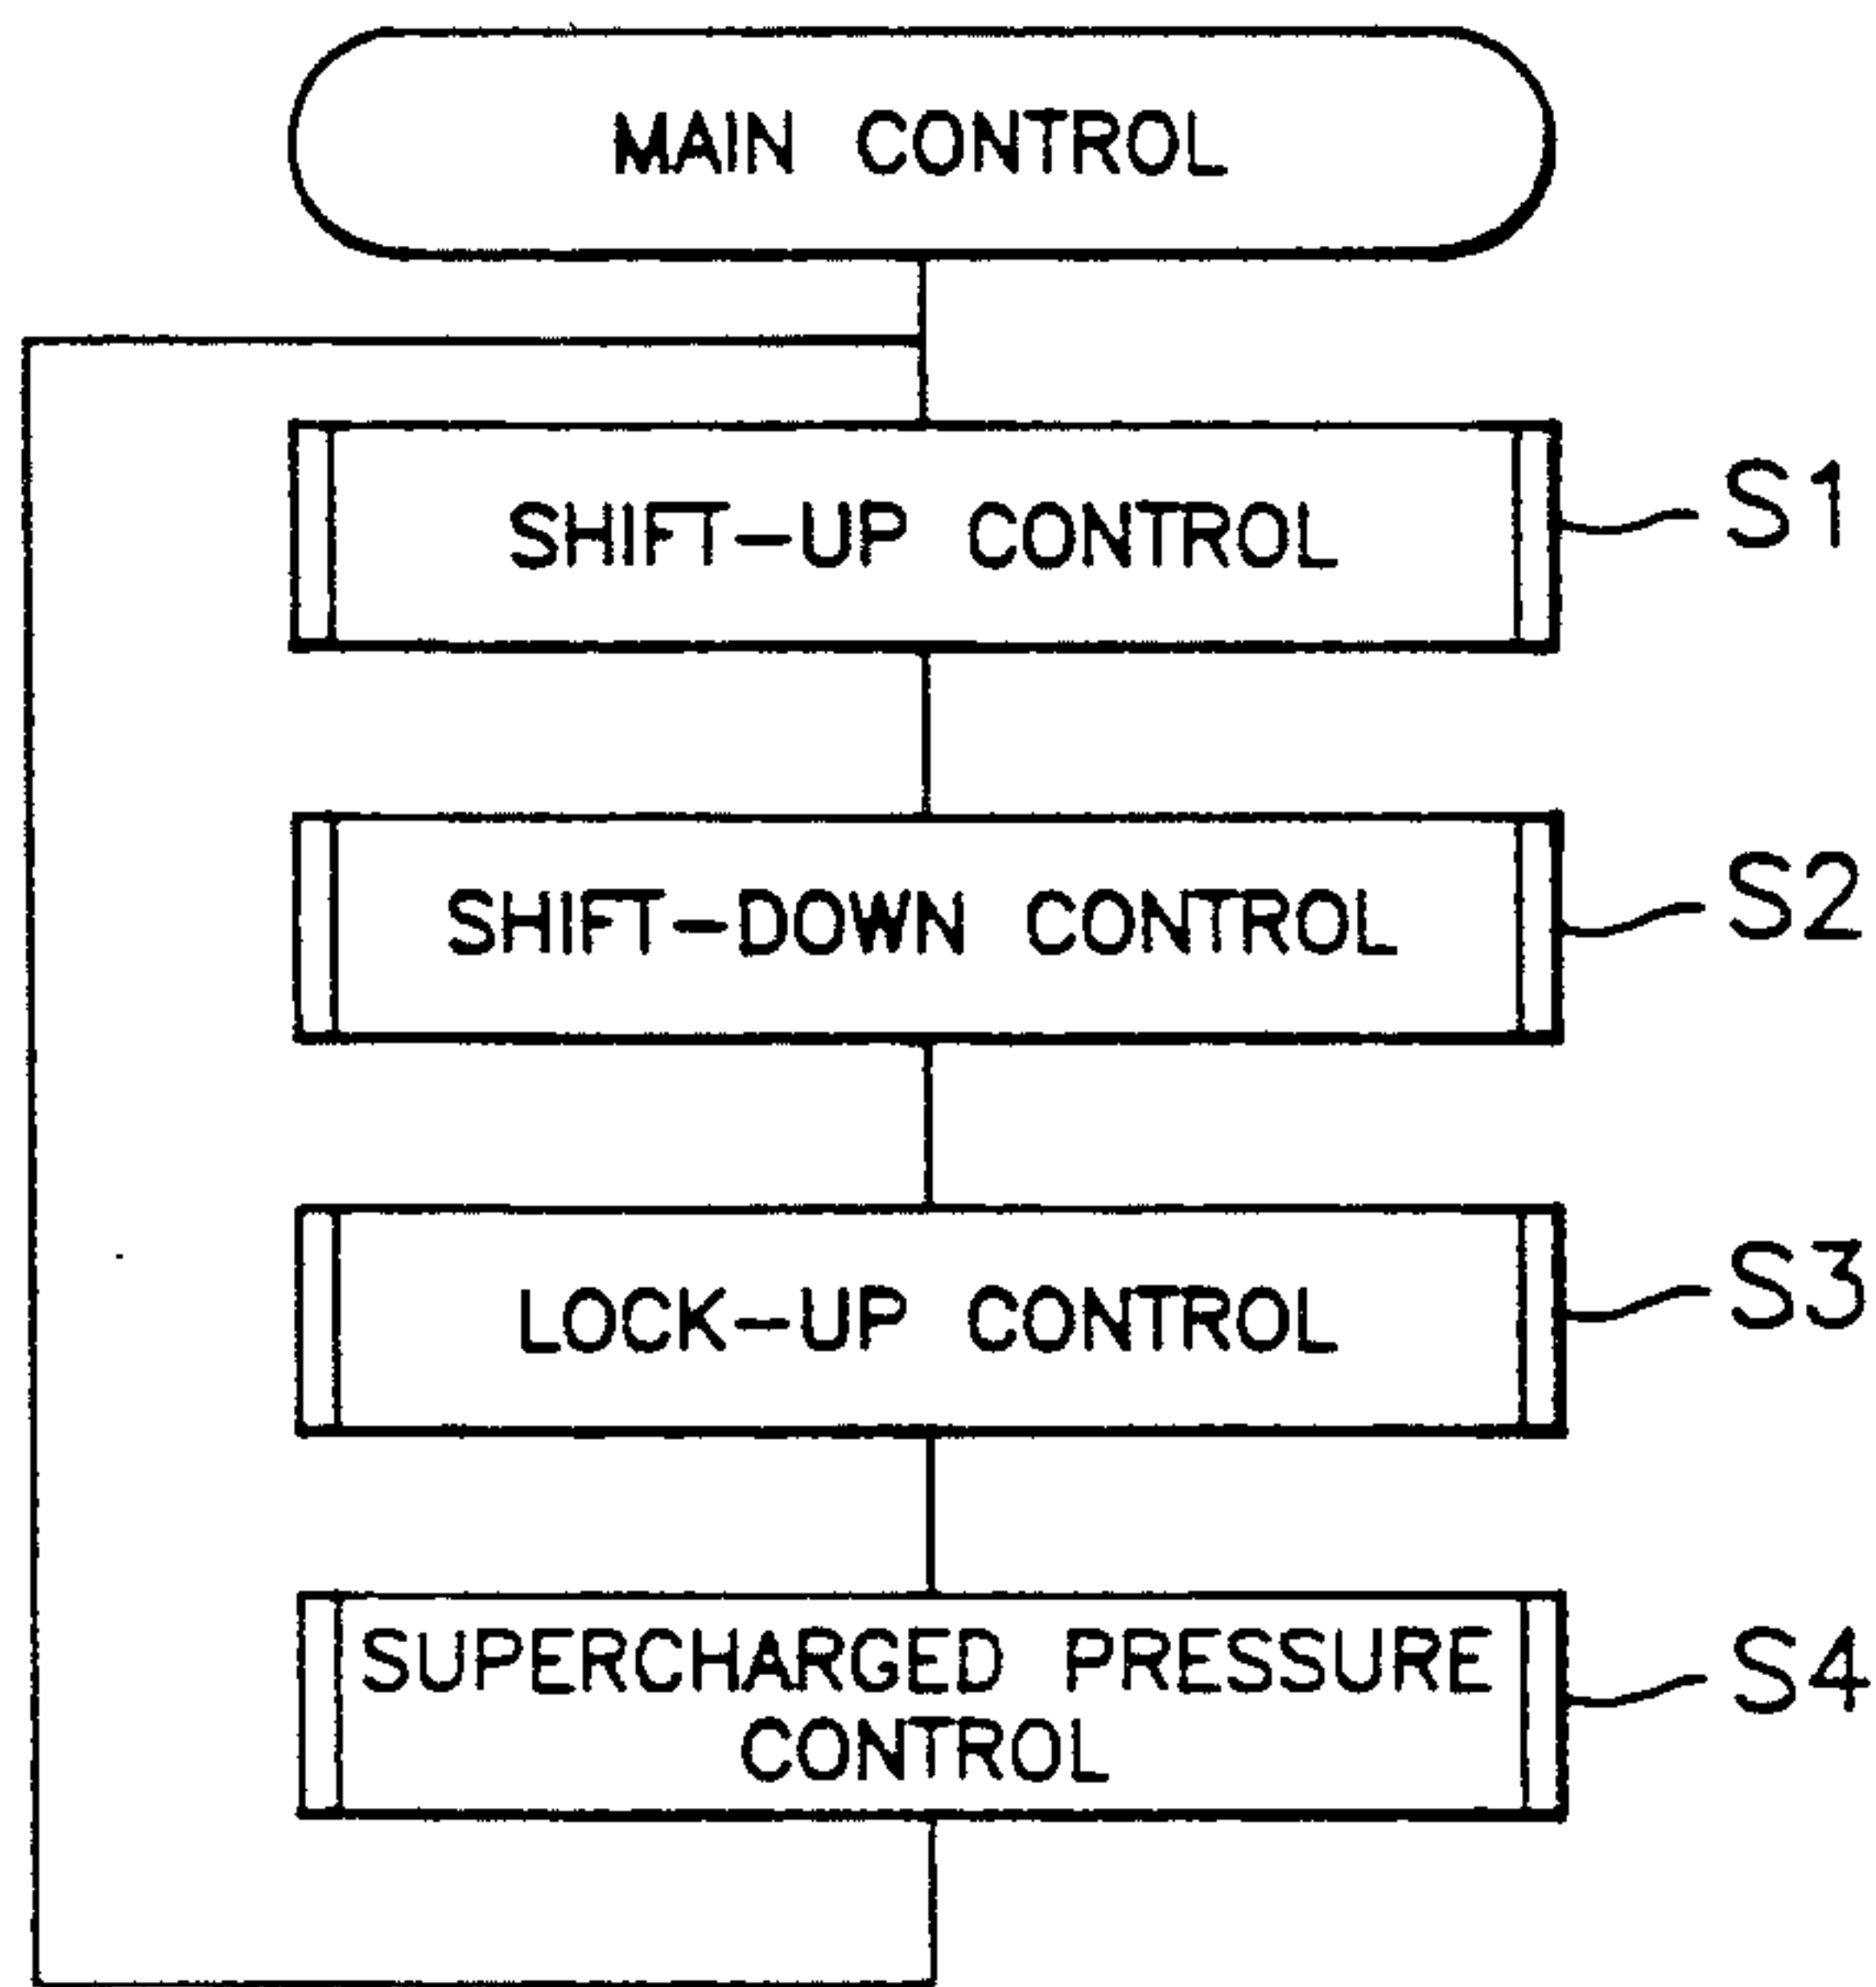 MAIN CONTROL
SHIFT-UP CONTROL
S1
SHIFT-DOWN CONTROL
S2
LOCK-UP CONTROL
S3
SUPERCHARGED PRESSURE
CONTROL
S4